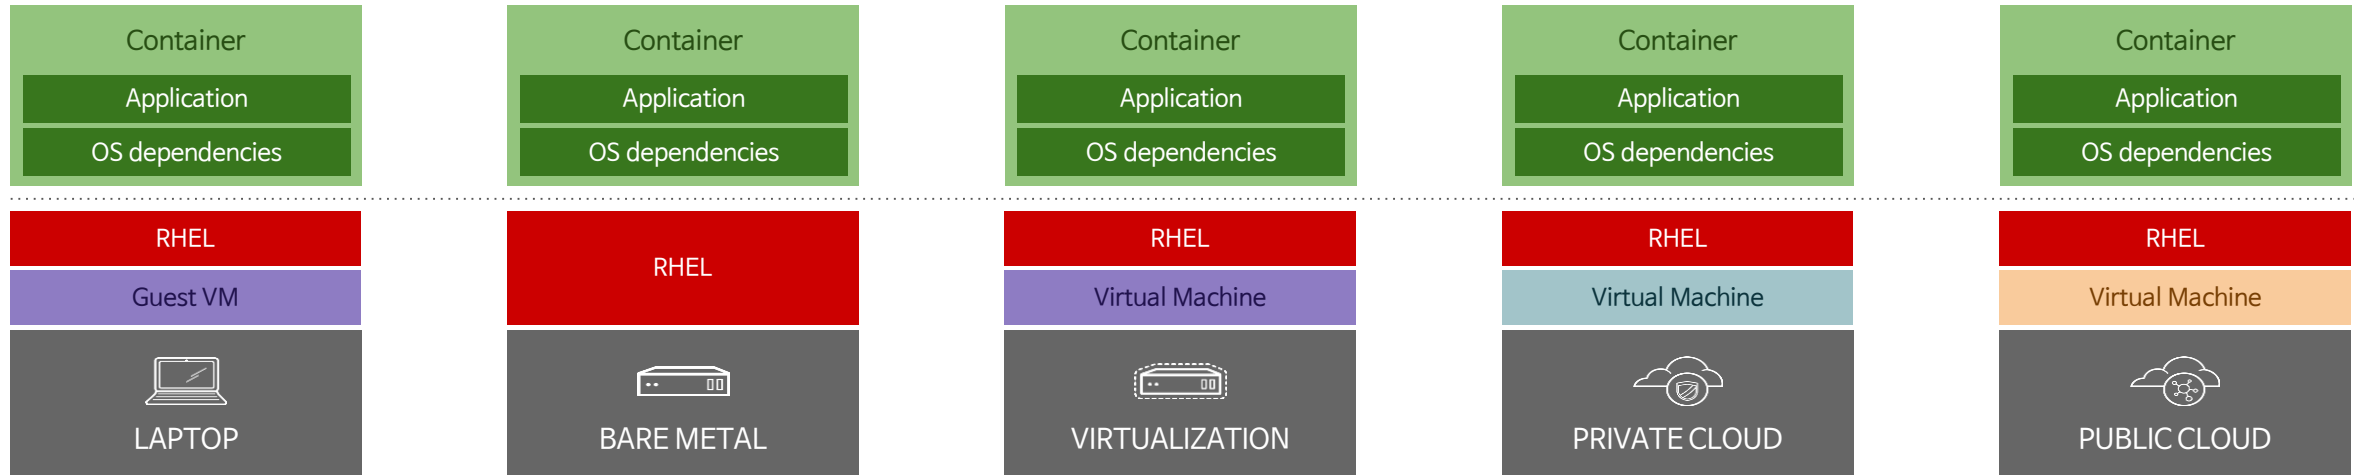 Container
Application
OS dependencies
RHEL
Guest VM
LAPTOP
Container
Application
OS dependencies
RHEL
BARE METAL
Container
Application
OS dependencies
RHEL
Virtual Machine
VIRTUALIZATION
Container
Application
OS dependencies
RHEL
Virtual Machine
PRIVATE CLOUD
Container
Application
OS dependencies
RHEL
Virtual Machine
PUBLIC CLOUD